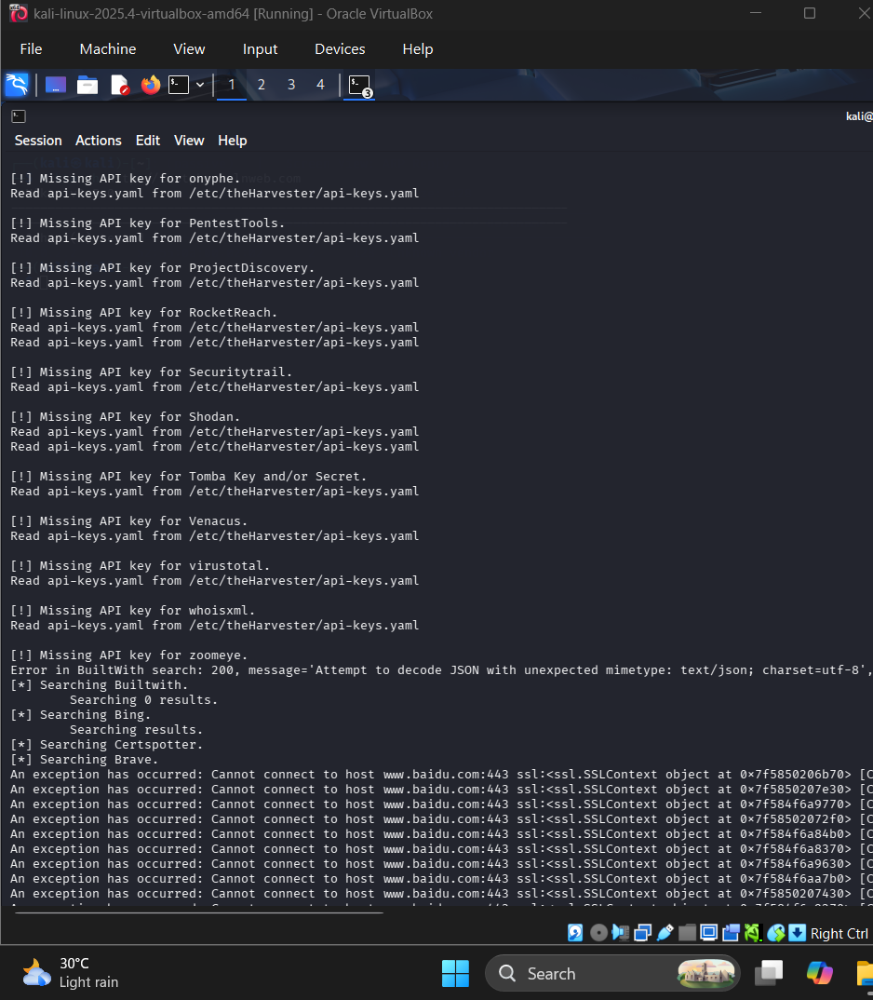 kali-linux-2025.4-virtualbox-amd64 [Running] - Oracle VirtualBox
File Machine View Input Devices Help
1 2 3 4 3
kali@
Session Actions Edit View Help
[!] Missing API key for onyphe.
Read api-keys.yaml from /etc/theHarvester/api-keys.yaml
[!] Missing API key for PentestTools.
Read api-keys.yaml from /etc/theHarvester/api-keys.yaml
[!] Missing API key for ProjectDiscovery.
Read api-keys.yaml from /etc/theHarvester/api-keys.yaml
[!] Missing API key for RocketReach.
Read api-keys.yaml from /etc/theHarvester/api-keys.yaml
Read api-keys.yaml from /etc/theHarvester/api-keys.yaml
[!] Missing API key for Securitytrail.
Read api-keys.yaml from /etc/theHarvester/api-keys.yaml
[!] Missing API key for Shodan.
Read api-keys.yaml from /etc/theHarvester/api-keys.yaml
Read api-keys.yaml from /etc/theHarvester/api-keys.yaml
[!] Missing API key for Tomba Key and/or Secret.
Read api-keys.yaml from /etc/theHarvester/api-keys.yaml
[!] Missing API key for Venacus.
Read api-keys.yaml from /etc/theHarvester/api-keys.yaml
[!] Missing API key for virustotal.
Read api-keys.yaml from /etc/theHarvester/api-keys.yaml
[!] Missing API key for whoisxml.
Read api-keys.yaml from /etc/theHarvester/api-keys.yaml
[!] Missing API key for zoomeye.
Error in BuiltWith search: 200, message='Attempt to decode JSON with unexpected mimetype: text/json; charset=utf-8',
[*] Searching Builtwith.
Searching 0 results.
[*] Searching Bing.
Searching results.
[*] Searching Certspotter.
[*] Searching Brave.
An exception has occurred: Cannot connect to host www.baidu.com:443 ssl:<ssl.SSLContext object at 0×7f5850206b70> [C
An exception has occurred: Cannot connect to host www.baidu.com:443 ssl:<ssl.SSLContext object at 0×7f5850207e30> [C
An exception has occurred: Cannot connect to host www.baidu.com:443 ssl:<ssl.SSLContext object at 0×7f584f6a9770> [C
An exception has occurred: Cannot connect to host www.baidu.com:443 ssl:<ssl.SSLContext object at 0×7f58502072f0> [C
An exception has occurred: Cannot connect to host www.baidu.com:443 ssl:<ssl.SSLContext object at 0×7f584f6a84b0> [C
An exception has occurred: Cannot connect to host www.baidu.com:443 ssl:<ssl.SSLContext object at 0×7f584f6a8370> [C
An exception has occurred: Cannot connect to host www.baidu.com:443 ssl:<ssl.SSLContext object at 0×7f584f6a9630> [C
An exception has occurred: Cannot connect to host www.baidu.com:443 ssl:<ssl.SSLContext object at 0×7f584f6aa7b0> [C
An exception has occurred: Cannot connect to host www.baidu.com:443 ssl:<ssl.SSLContext object at 0×7f5850207430> [C
Right Ctrl
30°C
Light rain
Search